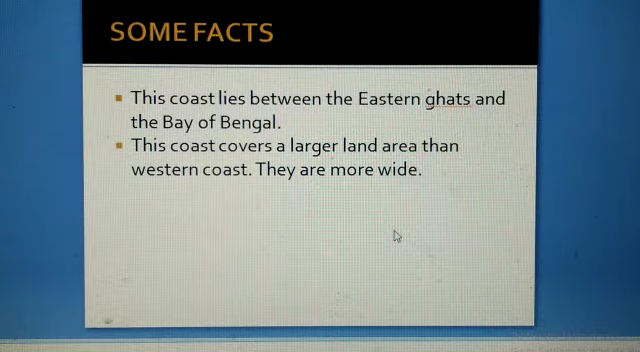 SOME FACTS
This coast lies between the Eastern ghats and
the Bay of Bengal.
This coast covers a larger land area than
western coast. They are more wide.